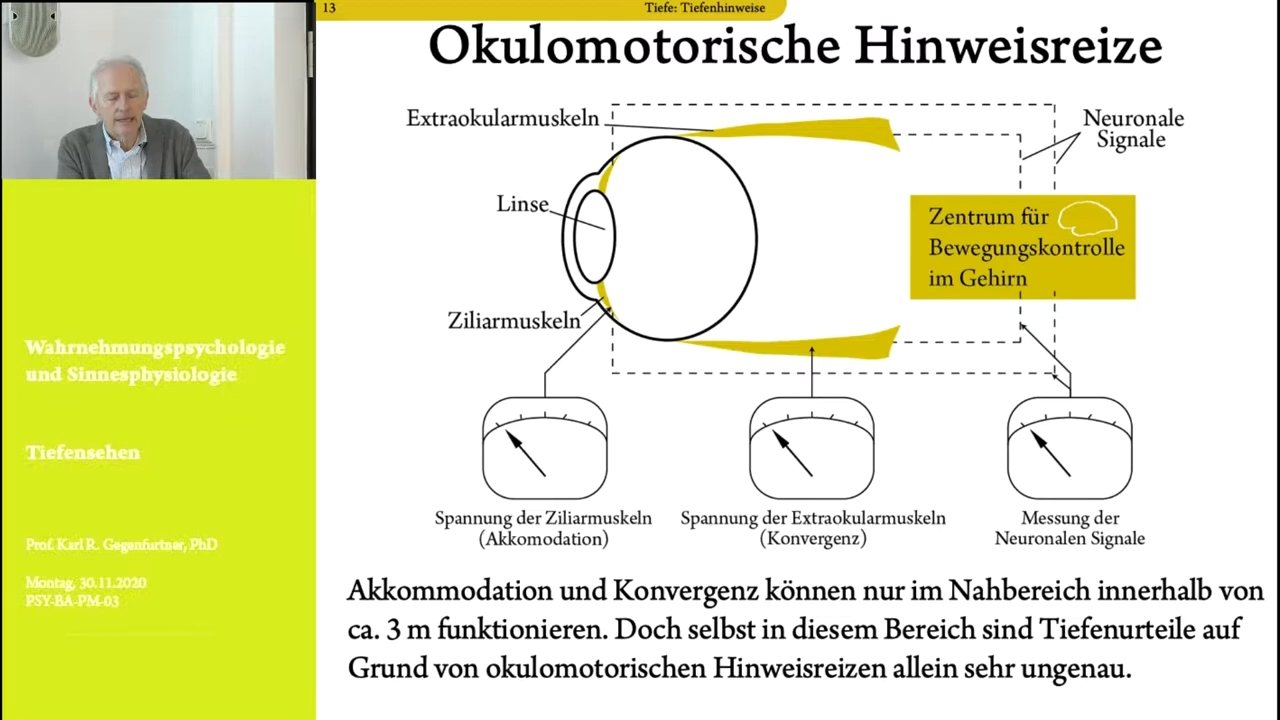 13
Tiefe: Tiefenhinweise
Okulomotorische Hinweisreize
Extraokularmuskeln
Neuronale
Signale
Linse
Zentrum für
Bewegungskontrolle
im Gehirn
Ziliarmuskeln
Spannung der Ziliarmuskeln
(Akkomodation)
Spannung der Extraokularmuskeln
(Konvergenz)
Messung der
Neuronalen Signale
Akkommodation und Konvergenz können nur im Nahbereich innerhalb von
ca. 3 m funktionieren. Doch selbst in diesem Bereich sind Tiefenurteile auf
Grund von okulomotorischen Hinweisreizen allein sehr ungenau.
Wahrnehmungspsychologie
und Sinnesphysiologie
Tiefensehen
Prof. Karl R. Gegenfurtner, PhD
Montag, 30.11.2020
PSY-BA-PM-03